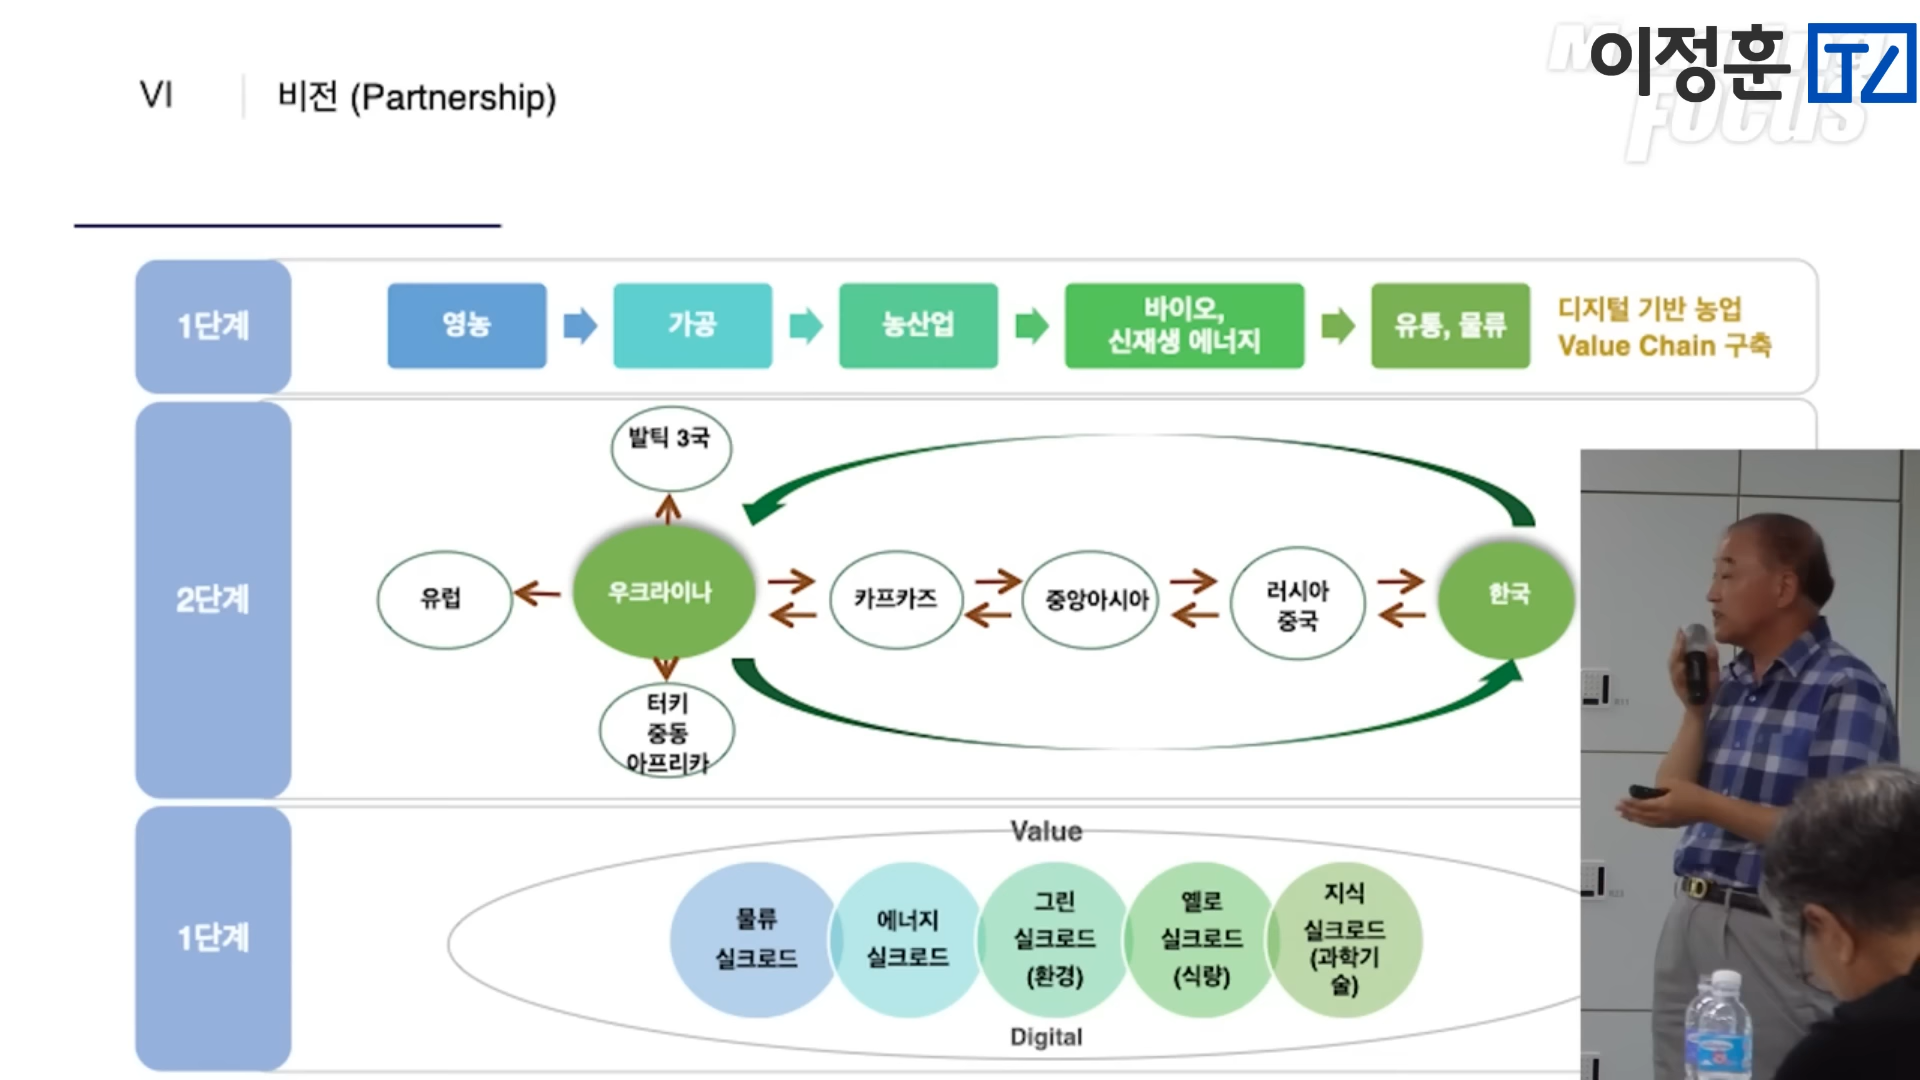 이정훈 TV
Focus
VI
비전 (Partnership)
1단계
영농
가공
농산업
바이오,
신재생 에너지
유통, 물류
디지털 기반 농업
Value Chain 구축
2단계
발틱 3국
유럽
우크라이나
카프카즈
중앙아시아
러시아
중국
한국
터키
중동
아프리카
1단계
Value
물류
실크로드
에너지
실크로드
그린
실크로드
(환경)
옐로
실크로드
(식량)
지식
실크로드
(과학기
술)
Digital